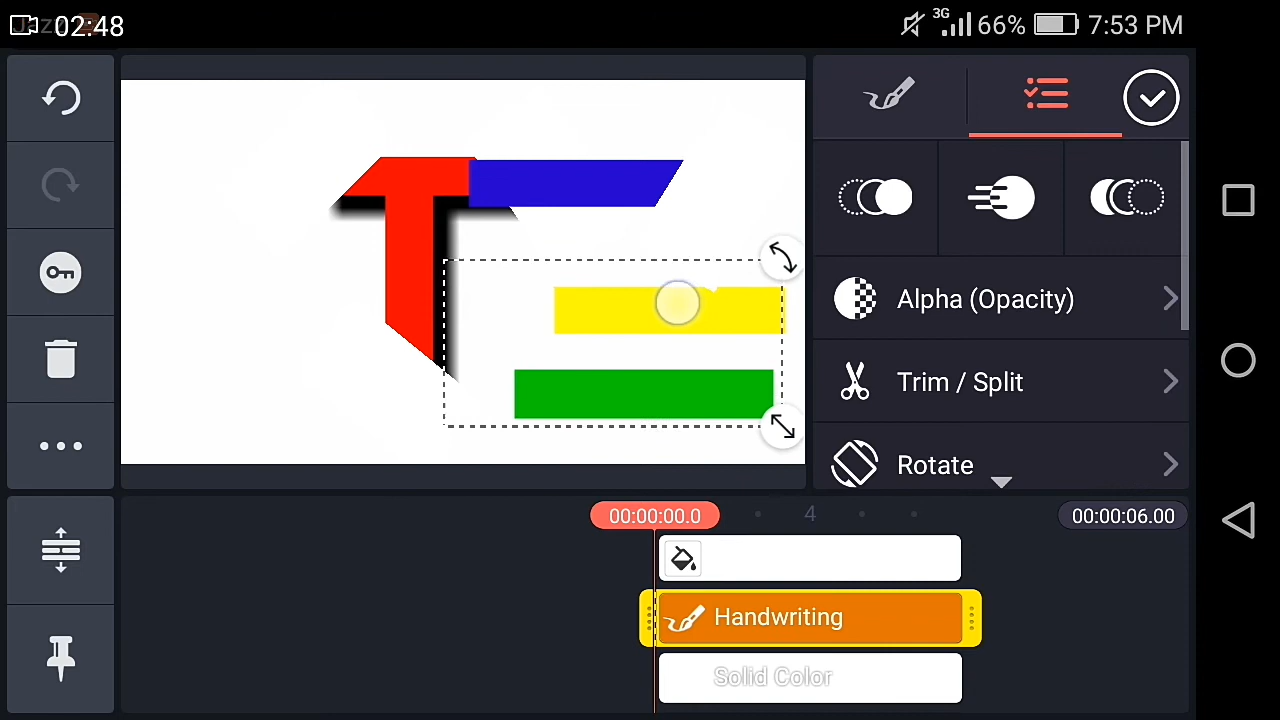 02:48
3G
66%
7:53 PM
Alpha (Opacity)
Trim / Split
Rotate
00:00:00.0
4
00:00:06.00
Handwriting
Solid Color